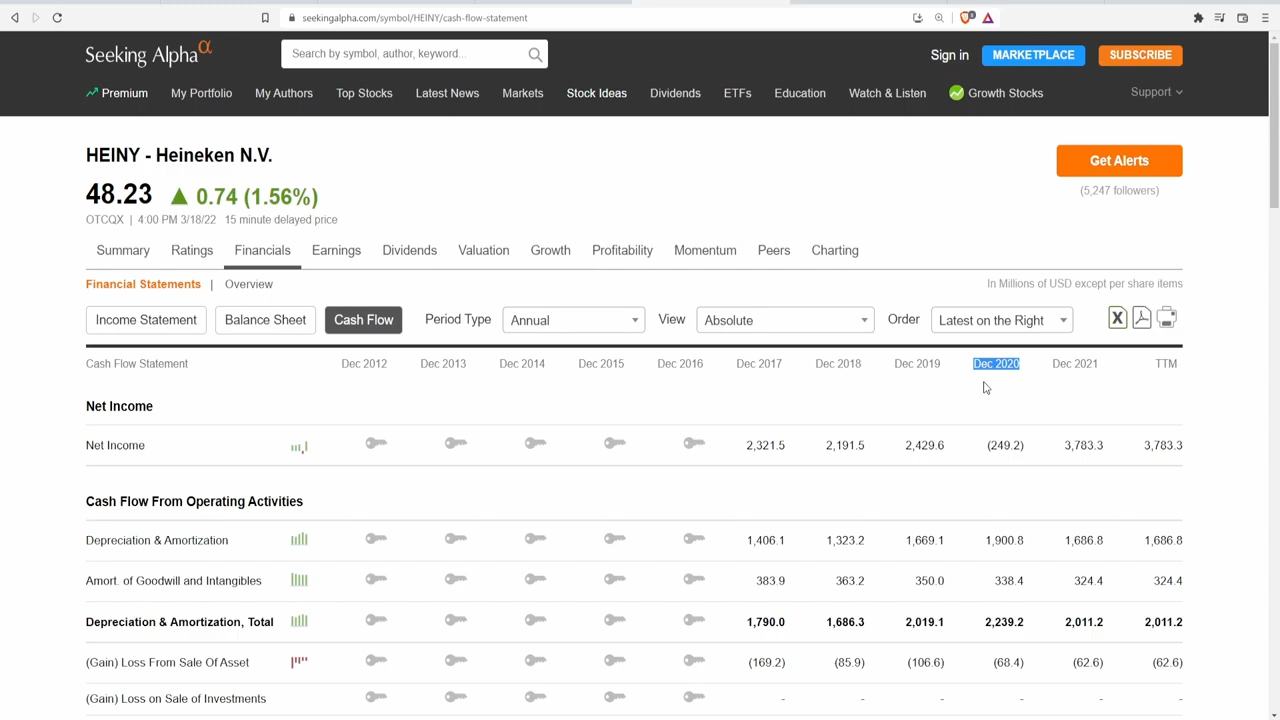 seekingalpha.com/symbol/HEINY/cash-flow-statement
Seeking Alpha α Search by symbol, author, keyword... Sign in MARKETPLACE SUBSCRIBE
Premium My Portfolio My Authors Top Stocks Latest News Markets Stock Ideas Dividends ETFs Education Watch & Listen Growth Stocks Support
HEINY - Heineken N.V. Get Alerts
48.23 ▲ 0.74 (1.56%) (5,247 followers)
OTCQX | 4:00 PM 3/18/22 15 minute delayed price
Summary Ratings Financials Earnings Dividends Valuation Growth Profitability Momentum Peers Charting
Financial Statements | Overview In Millions of USD except per share items
Income Statement Balance Sheet Cash Flow Period Type Annual View Absolute Order Latest on the Right X
Cash Flow Statement Dec 2012 Dec 2013 Dec 2014 Dec 2015 Dec 2016 Dec 2017 Dec 2018 Dec 2019 Dec 2020 Dec 2021 TTM
Net Income
Net Income 2,321.5 2,191.5 2,429.6 (249.2) 3,783.3 3,783.3
Cash Flow From Operating Activities
Depreciation & Amortization 1,406.1 1,323.2 1,669.1 1,900.8 1,686.8 1,686.8
Amort. of Goodwill and Intangibles 383.9 363.2 350.0 338.4 324.4 324.4
Depreciation & Amortization, Total 1,790.0 1,686.3 2,019.1 2,239.2 2,011.2 2,011.2
(Gain) Loss From Sale Of Asset (169.2) (85.9) (106.6) (68.4) (62.6) (62.6)
(Gain) Loss on Sale of Investments - - - - - -